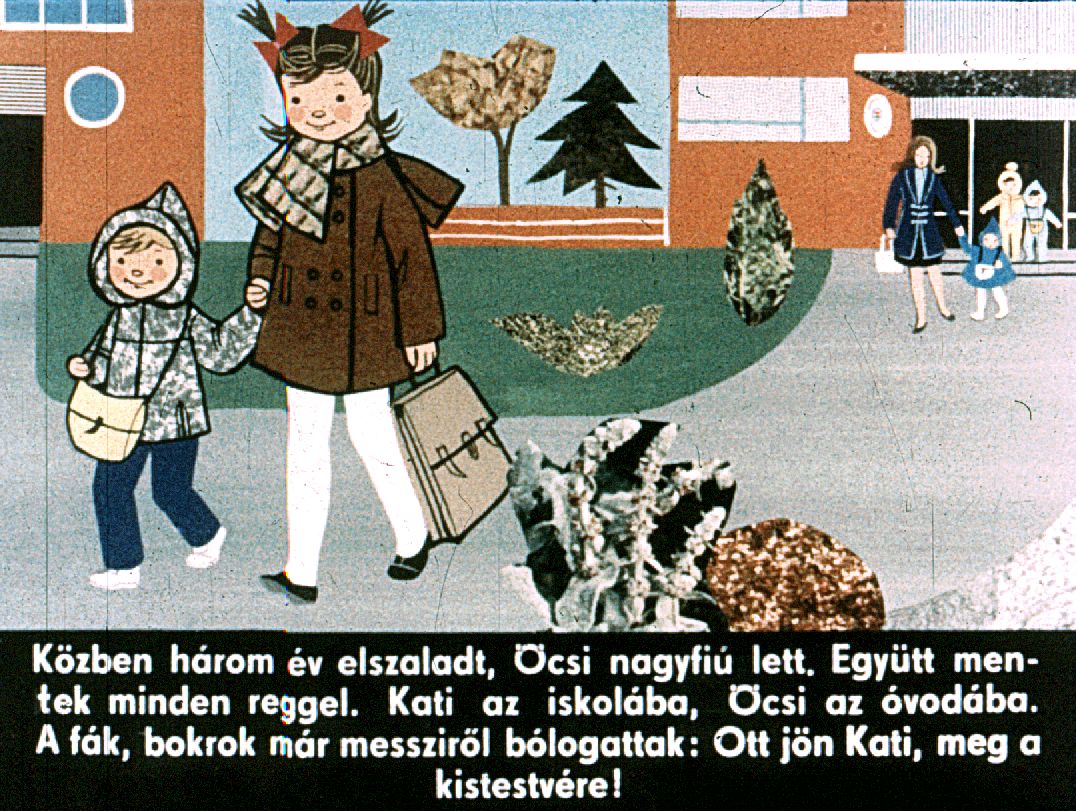 Közben három év elszaladt, Öcsi nagyfiú lett. Együtt men-
tek minden reggel. Kati az iskolába, Öcsi az óvodába.
A fák, bokrok már messziről bólogattak: Ott jön Kati, meg a
kistestvére!